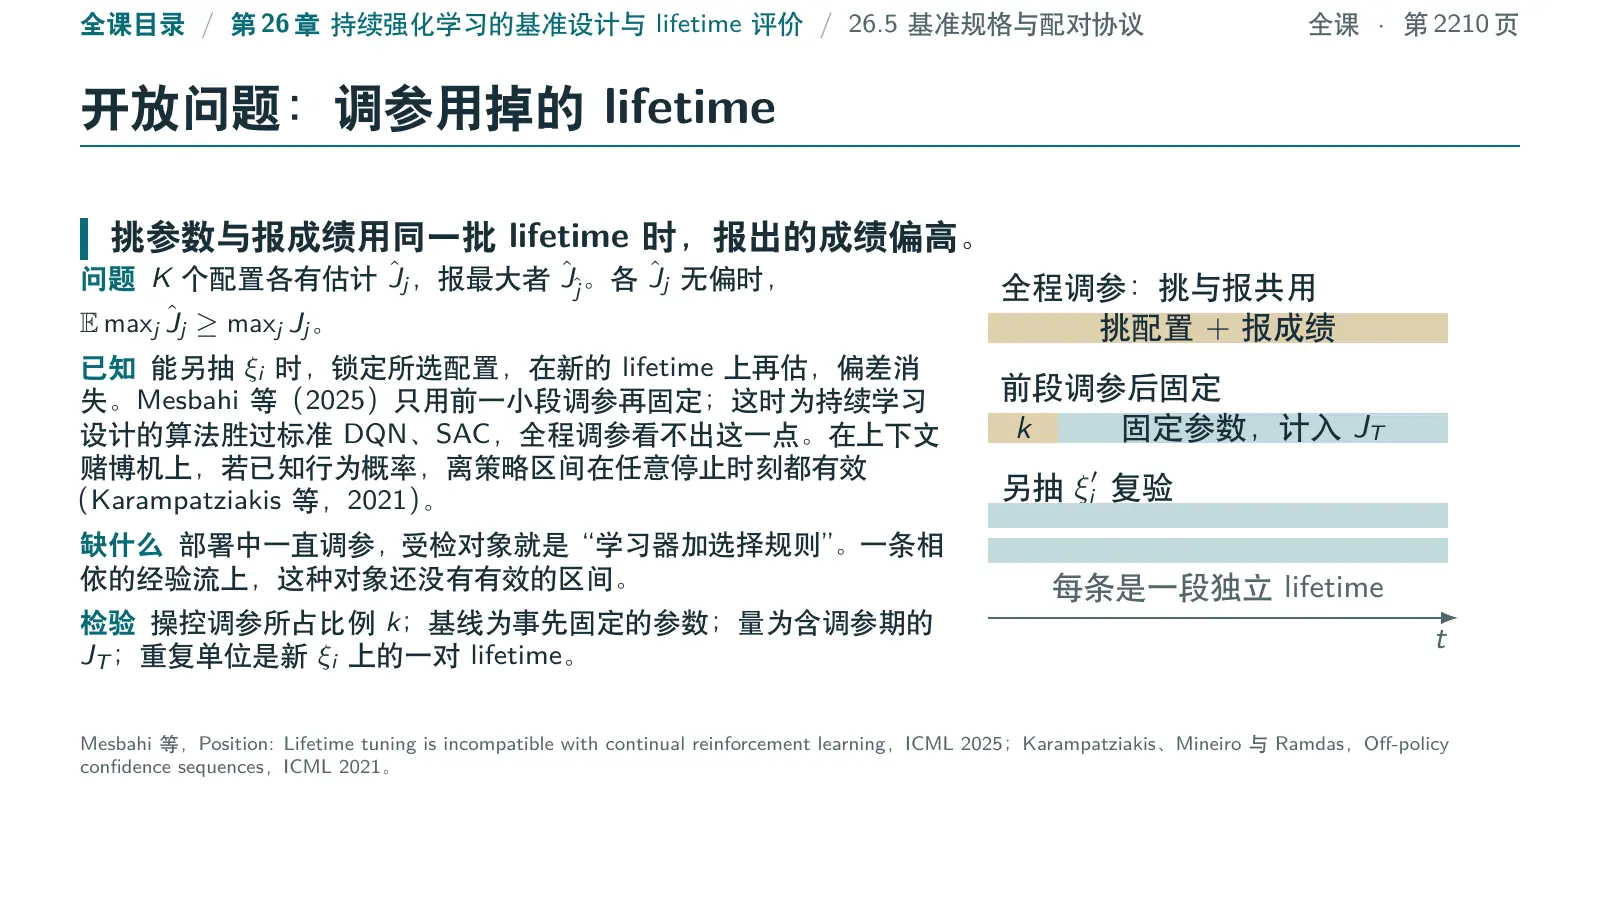 全课目录 / 第 26 章 持续强化学习的基准设计与 lifetime 评价 / 26.5 基准规格与配对协议 全课 · 第 2210 页
开放问题：调参用掉的 lifetime
挑参数与报成绩用同一批 lifetime 时，报出的成绩偏高。
问题 K 个配置各有估计 Ĵ_j，报最大者 Ĵ_ĵ。各 Ĵ_j 无偏时，
𝔼 max_j Ĵ_j ≥ max_j J_j。
已知 能另抽 ξ_i 时，锁定所选配置，在新的 lifetime 上再估，偏差消
失。Mesbahi 等（2025）只用前一小段调参再固定；这时为持续学习
设计的算法胜过标准 DQN、SAC，全程调参看不出这一点。在上下文
赌博机上，若已知行为概率，离策略区间在任意停止时刻都有效
（Karampatziakis 等，2021）。
缺什么 部署中一直调参，受检对象就是 “学习器加选择规则”。一条相
依的经验流上，这种对象还没有有效的区间。
检验 操控调参所占比例 k；基线为事先固定的参数；量为含调参期的
J_T；重复单位是新 ξ_i 上的一对 lifetime。
全程调参：挑与报共用
挑配置 + 报成绩
前段调参后固定
k 固定参数，计入 J_T
另抽 ξ′_i 复验
每条是一段独立 lifetime
t
Mesbahi 等，Position: Lifetime tuning is incompatible with continual reinforcement learning，ICML 2025；Karampatziakis、Mineiro 与 Ramdas，Off-policy
confidence sequences，ICML 2021。